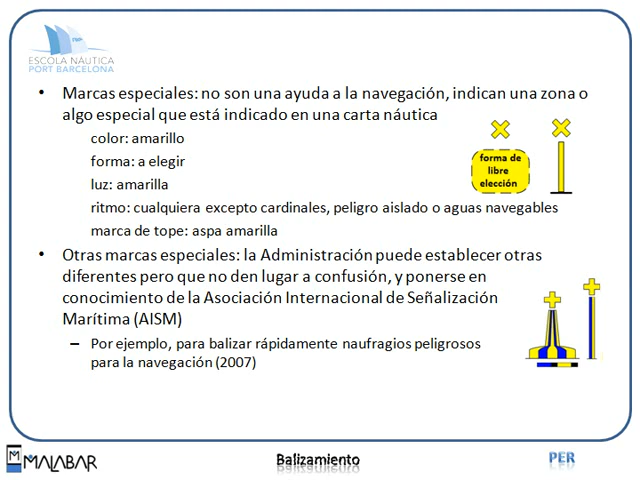 ESCOLA NÀUTICA
PORT BARCELONA
• Marcas especiales: no son una ayuda a la navegación, indican una zona o
algo especial que está indicado en una carta náutica
color: amarillo
forma: a elegir
luz: amarilla
ritmo: cualquiera excepto cardinales, peligro aislado o aguas navegables
marca de tope: aspa amarilla
forma de
libre
elección
• Otras marcas especiales: la Administración puede establecer otras
diferentes pero que no den lugar a confusión, y ponerse en
conocimiento de la Asociación Internacional de Señalización
Marítima (AISM)
– Por ejemplo, para balizar rápidamente naufragios peligrosos
para la navegación (2007)
MALABAR
Balizamiento
PER